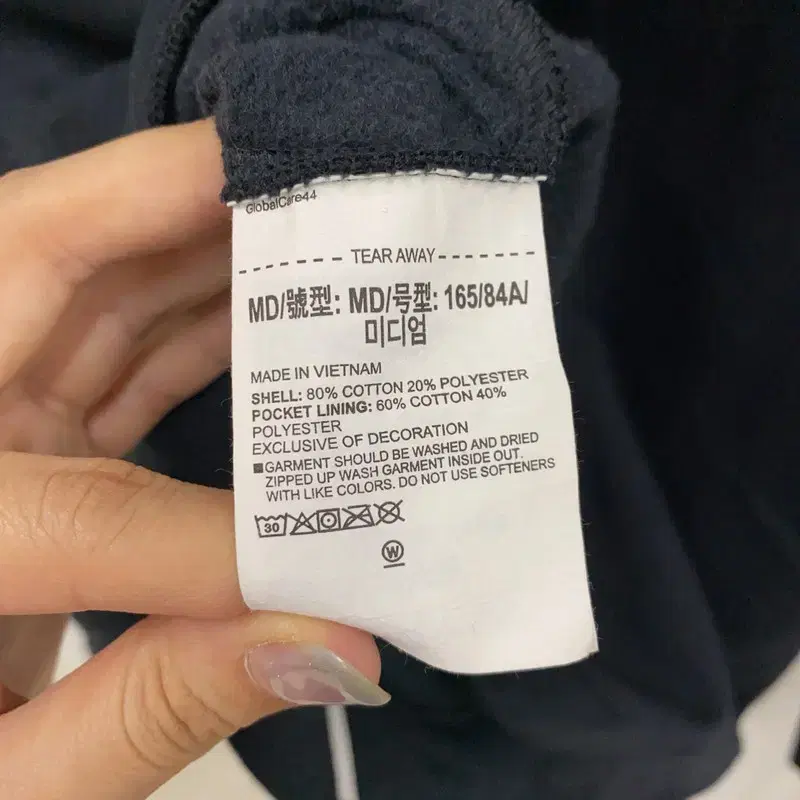 GlobalCare44
TEAR AWAY
MD/號型: MD/号型: 165/84A/
미디엄
MADE IN VIETNAM
SHELL: 80% COTTON 20% POLYESTER
POCKET LINING: 60% COTTON 40%
POLYESTER
EXCLUSIVE OF DECORATION
■GARMENT SHOULD BE WASHED AND DRIED
ZIPPED UP WASH GARMENT INSIDE OUT.
WITH LIKE COLORS. DO NOT USE SOFTENERS
30
W